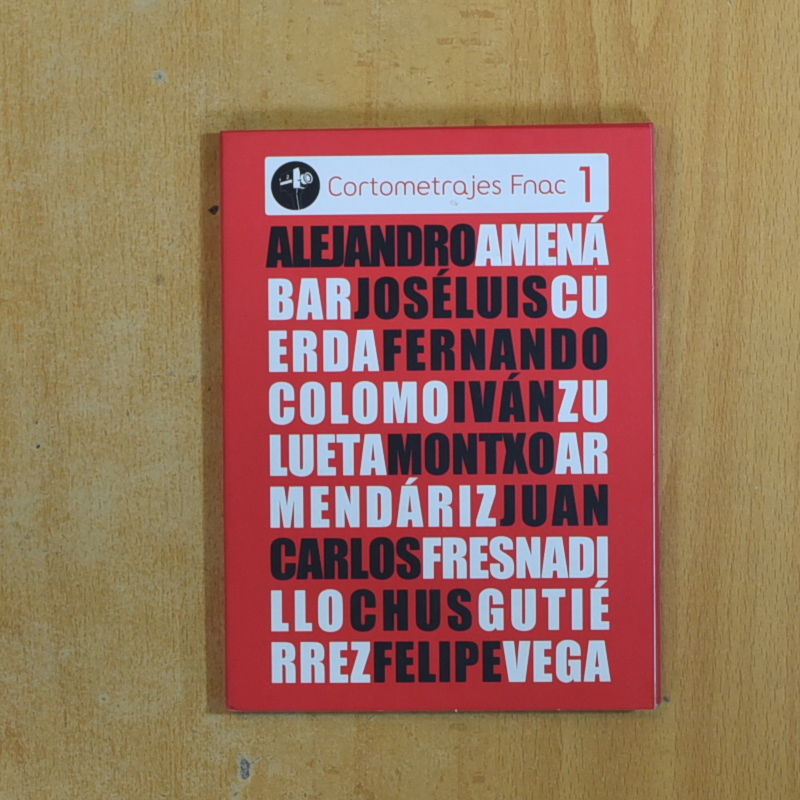 Cortometrajes Fnac 1
ALEJANDROAMENÁ
BARJOSÉLUISCU
ERDAFERNANDO
COLOMOIVÁNZU
LUETAMONTXOAR
MENDÁRIZJUAN
CARLOSFRESNADI
LLOCHUSGUTIÉ
RREZFELIPEVEGA